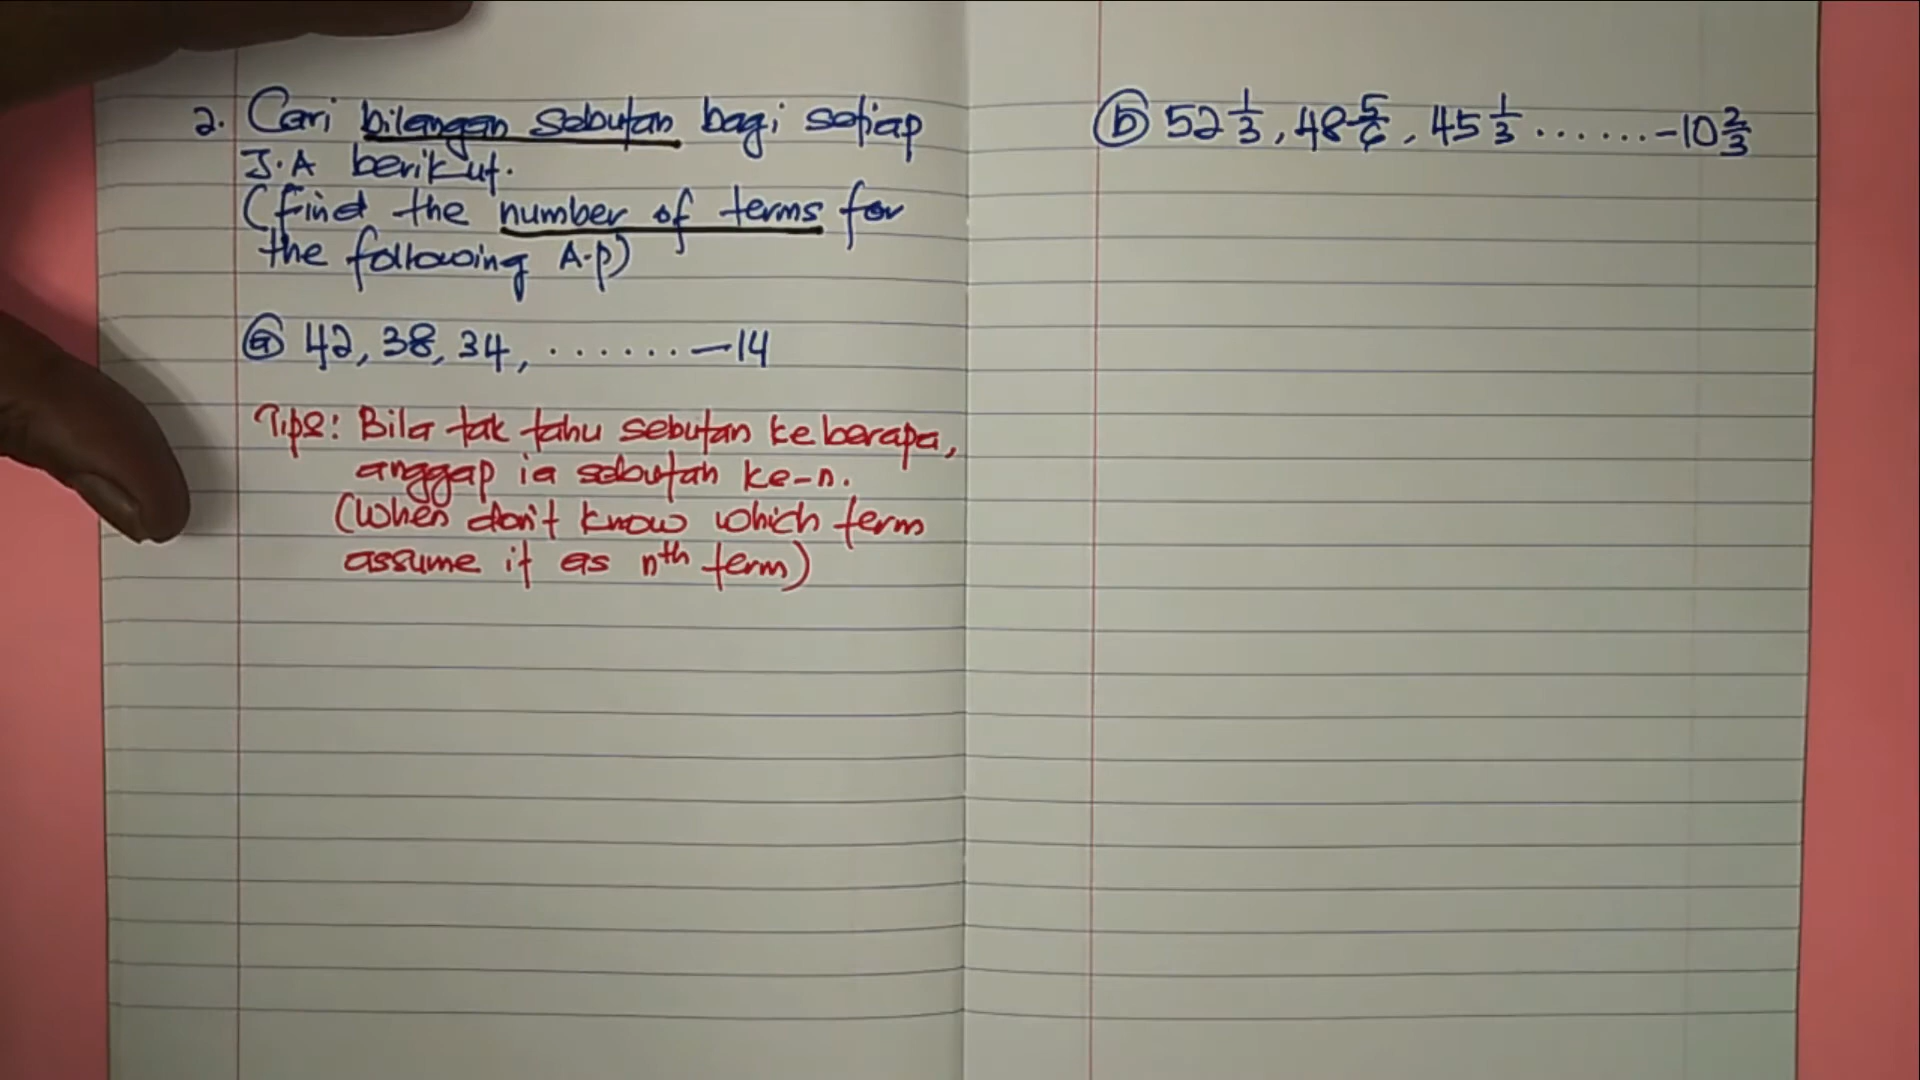 2. Cari bilangan sebutan bagi setiap
J.A berikut.
(Find the number of terms for
the following A.P)
(a) 42, 38, 34, ....... -14
Tips: Bila tak tahu sebutan ke berapa,
anggap ia sebutan ke-n.
(When don't know which term
assume it as nth term)
(b) 52 1/3, 48 5/6, 45 1/3 ....... -10 2/3